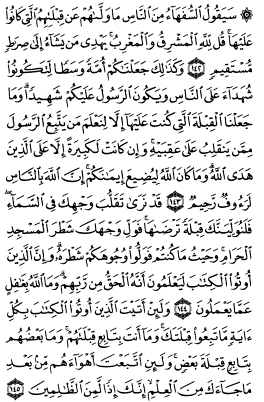 ۞ سَيَقُولُ ٱلسُّفَهَآءُ مِنَ ٱلنَّاسِ مَا وَلَّىٰهُمْ عَن قِبْلَتِهِمُ ٱلَّتِى كَانُوا۟
عَلَيْهَا ۚ قُل لِّلَّهِ ٱلْمَشْرِقُ وَٱلْمَغْرِبُ ۚ يَهْدِى مَن يَشَآءُ إِلَىٰ صِرَٰطٍ
مُّسْتَقِيمٍ ١٤٢ وَكَذَٰلِكَ جَعَلْنَٰكُمْ أُمَّةً وَسَطًا لِّتَكُونُوا۟
شُهَدَآءَ عَلَى ٱلنَّاسِ وَيَكُونَ ٱلرَّسُولُ عَلَيْكُمْ شَهِيدًا ۗ وَمَا
جَعَلْنَا ٱلْقِبْلَةَ ٱلَّتِى كُنتَ عَلَيْهَآ إِلَّا لِنَعْلَمَ مَن يَتَّبِعُ ٱلرَّسُولَ
مِمَّن يَنقَلِبُ عَلَىٰ عَقِبَيْهِ ۚ وَإِن كَانَتْ لَكَبِيرَةً إِلَّا عَلَى ٱلَّذِينَ
هَدَى ٱللَّهُ ۗ وَمَا كَانَ ٱللَّهُ لِيُضِيعَ إِيمَٰنَكُمْ ۚ إِنَّ ٱللَّهَ بِٱلنَّاسِ
لَرَءُوفٌ رَّحِيمٌ ١٤٣ قَدْ نَرَىٰ تَقَلُّبَ وَجْهِكَ فِى ٱلسَّمَآءِ ۖ
فَلَنُوَلِّيَنَّكَ قِبْلَةً تَرْضَىٰهَا ۚ فَوَلِّ وَجْهَكَ شَطْرَ ٱلْمَسْجِدِ
ٱلْحَرَامِ ۚ وَحَيْثُ مَا كُنتُمْ فَوَلُّوا۟ وُجُوهَكُمْ شَطْرَهُۥ ۗ وَإِنَّ ٱلَّذِينَ
أُوتُوا۟ ٱلْكِتَٰبَ لَيَعْلَمُونَ أَنَّهُ ٱلْحَقُّ مِن رَّبِّهِمْ ۗ وَمَا ٱللَّهُ بِغَٰفِلٍ
عَمَّا يَعْمَلُونَ ١٤٤ وَلَئِنْ أَتَيْتَ ٱلَّذِينَ أُوتُوا۟ ٱلْكِتَٰبَ بِكُلِّ
ءَايَةٍ مَّا تَبِعُوا۟ قِبْلَتَكَ ۚ وَمَآ أَنتَ بِتَابِعٍ قِبْلَتَهُمْ ۚ وَمَا بَعْضُهُم
بِتَابِعٍ قِبْلَةَ بَعْضٍ ۚ وَلَئِنِ ٱتَّبَعْتَ أَهْوَآءَهُم مِّنۢ بَعْدِ
مَا جَآءَكَ مِنَ ٱلْعِلْمِ ۙ إِنَّكَ إِذًا لَّمِنَ ٱلظَّٰلِمِينَ ١٤٥